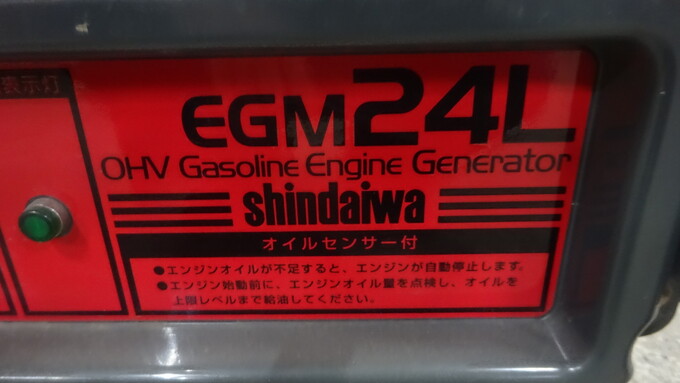 表示灯
EGM24L
OHV Gasoline Engine Generator
shindaiwa
オイルセンサー付
●エンジンオイルが不足すると、エンジンが自動停止します。
●エンジン始動前に、エンジンオイル量を点検し、オイルを
上限レベルまで給油してください。